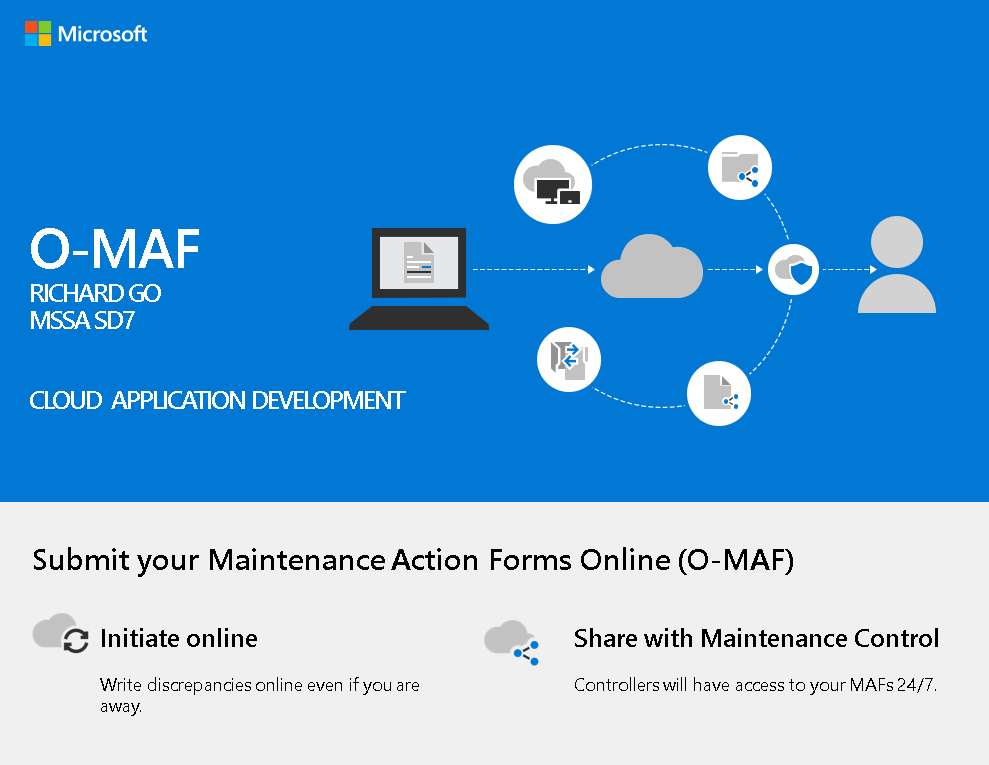 Microsoft
O-MAF
RICHARD GO
MSSA SD7
CLOUD APPLICATION DEVELOPMENT
Submit your Maintenance Action Forms Online (O-MAF)
Initiate online
Write discrepancies online even if you are
away.
Share with Maintenance Control
Controllers will have access to your MAFs 24/7.